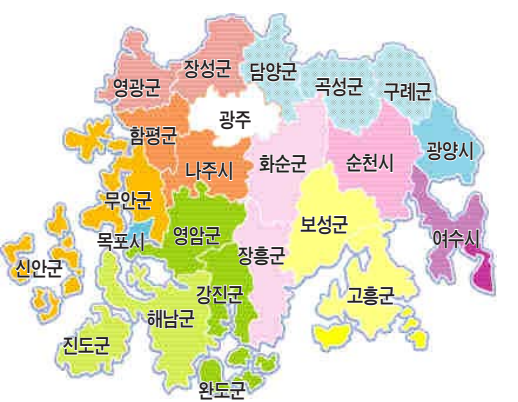 장성군
담양군
영광군
곡성군
구례군
광주
함평군
광양시
화순군
순천시
나주시
무안군
보성군
목포시
영암군
여수시
장흥군
신안군
강진군
고흥군
해남군
진도군
완도군